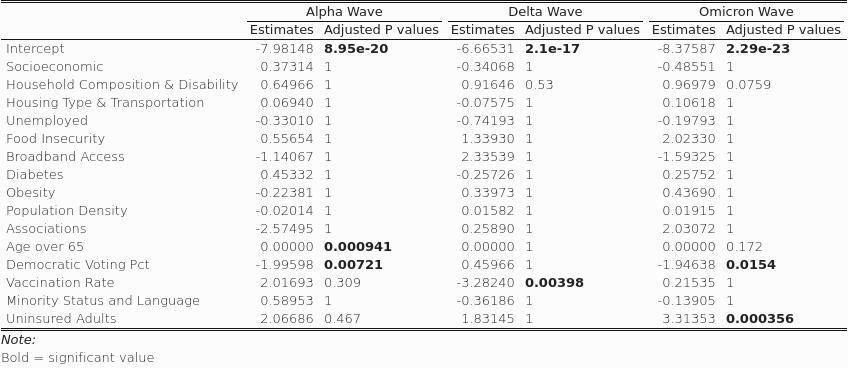 Alpha Wave Delta Wave Omicron Wave
Estimates Adjusted P values Estimates Adjusted P values Estimates Adjusted P values
Intercept -7.98148 8.95e-20 -6.66531 2.1e-17 -8.37587 2.29e-23
Socioeconomic 0.37314 1 -0.34068 1 -0.48551 1
Household Composition & Disability 0.64966 1 0.91646 0.53 0.96979 0.0759
Housing Type & Transportation 0.06940 1 -0.07575 1 0.10618 1
Unemployed -0.33010 1 -0.74193 1 -0.19793 1
Food Insecurity 0.55654 1 1.33930 1 2.02330 1
Broadband Access -1.14067 1 2.33539 1 -1.59325 1
Diabetes 0.45332 1 -0.25726 1 0.25752 1
Obesity -0.22381 1 0.33973 1 0.43690 1
Population Density -0.02014 1 0.01582 1 0.01915 1
Associations -2.57495 1 0.25890 1 2.03072 1
Age over 65 0.00000 0.000941 0.00000 1 0.00000 0.172
Democratic Voting Pct -1.99598 0.00721 0.45966 1 -1.94638 0.0154
Vaccination Rate 2.01693 0.309 -3.28240 0.00398 0.21535 1
Minority Status and Language 0.58953 1 -0.36186 1 -0.13905 1
Uninsured Adults 2.06686 0.467 1.83145 1 3.31353 0.000356
Note:
Bold = significant value